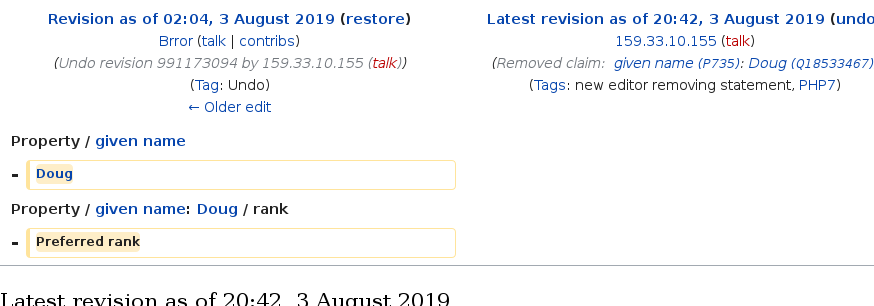 Revision as of 02:04, 3 August 2019 (restore)
Brror (talk | contribs)
(Undo revision 991173094 by 159.33.10.155 (talk))
(Tag: Undo)
← Older edit
Latest revision as of 20:42, 3 August 2019 (undo
159.33.10.155 (talk)
(Removed claim: given name (P735): Doug (Q18533467)
(Tags: new editor removing statement, PHP7)
Property / given name
- Doug
Property / given name: Doug / rank
- Preferred rank
Latest revision as of 20:42, 3 August 2019